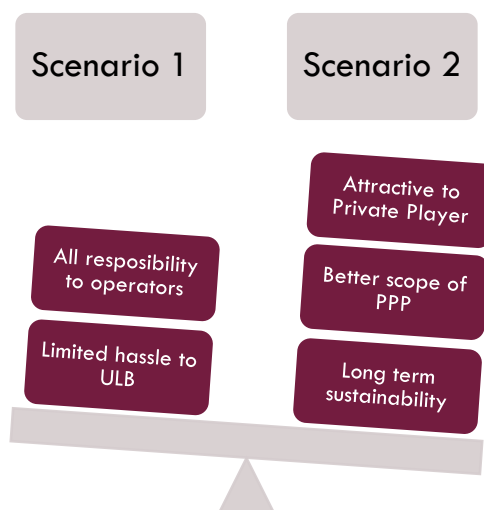 Scenario 1
Scenario 2
All resposibility
to operators
Limited hassle to
ULB
Attractive to
Private Player
Better scope of
PPP
Long term
sustainability